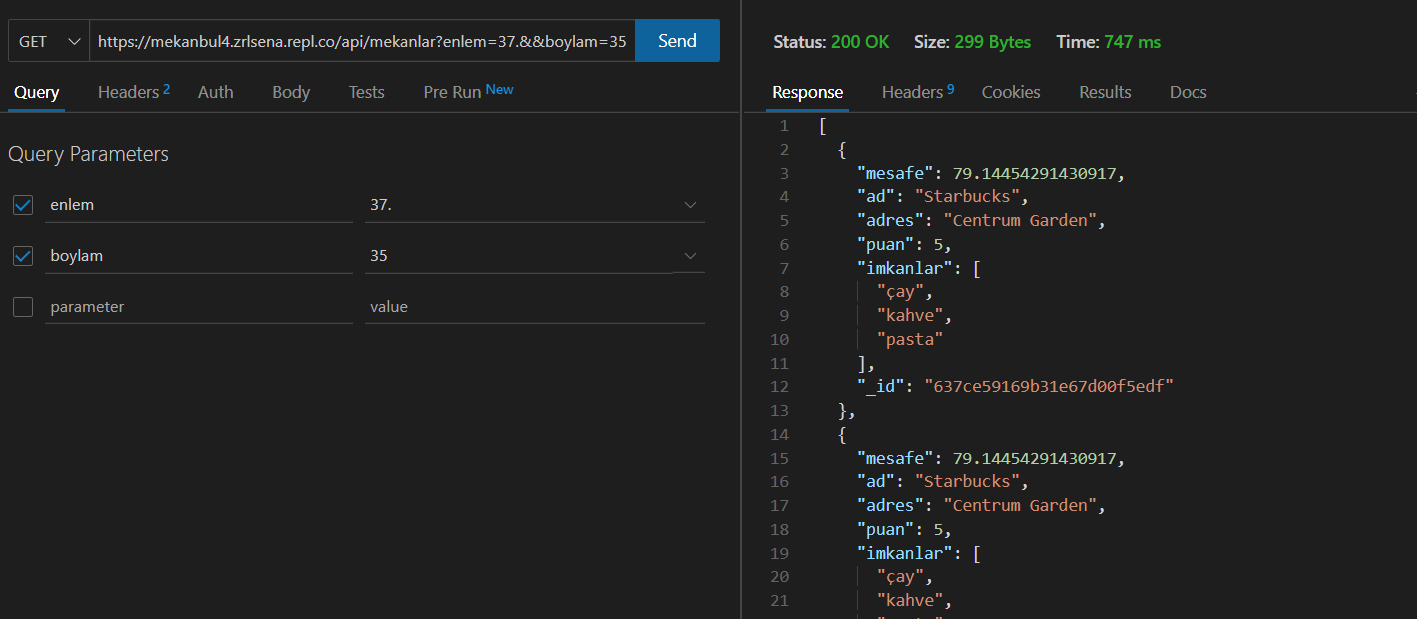 GET
https://mekanbul4.zrlsena.repl.co/api/mekanlar?enlem=37.&&boylam=35
Send
Query
Headers 2
Auth
Body
Tests
Pre Run New
Query Parameters
enlem 37.
boylam 35
parameter value
Status: 200 OK Size: 299 Bytes Time: 747 ms
Response
Headers 9
Cookies
Results
Docs
1 [
2 {
3 "mesafe": 79.14454291430917,
4 "ad": "Starbucks",
5 "adres": "Centrum Garden",
6 "puan": 5,
7 "imkanlar": [
8 "çay",
9 "kahve",
10 "pasta"
11 ],
12 "_id": "637ce59169b31e67d00f5edf"
13 },
14 {
15 "mesafe": 79.14454291430917,
16 "ad": "Starbucks",
17 "adres": "Centrum Garden",
18 "puan": 5,
19 "imkanlar": [
20 "çay",
21 "kahve",